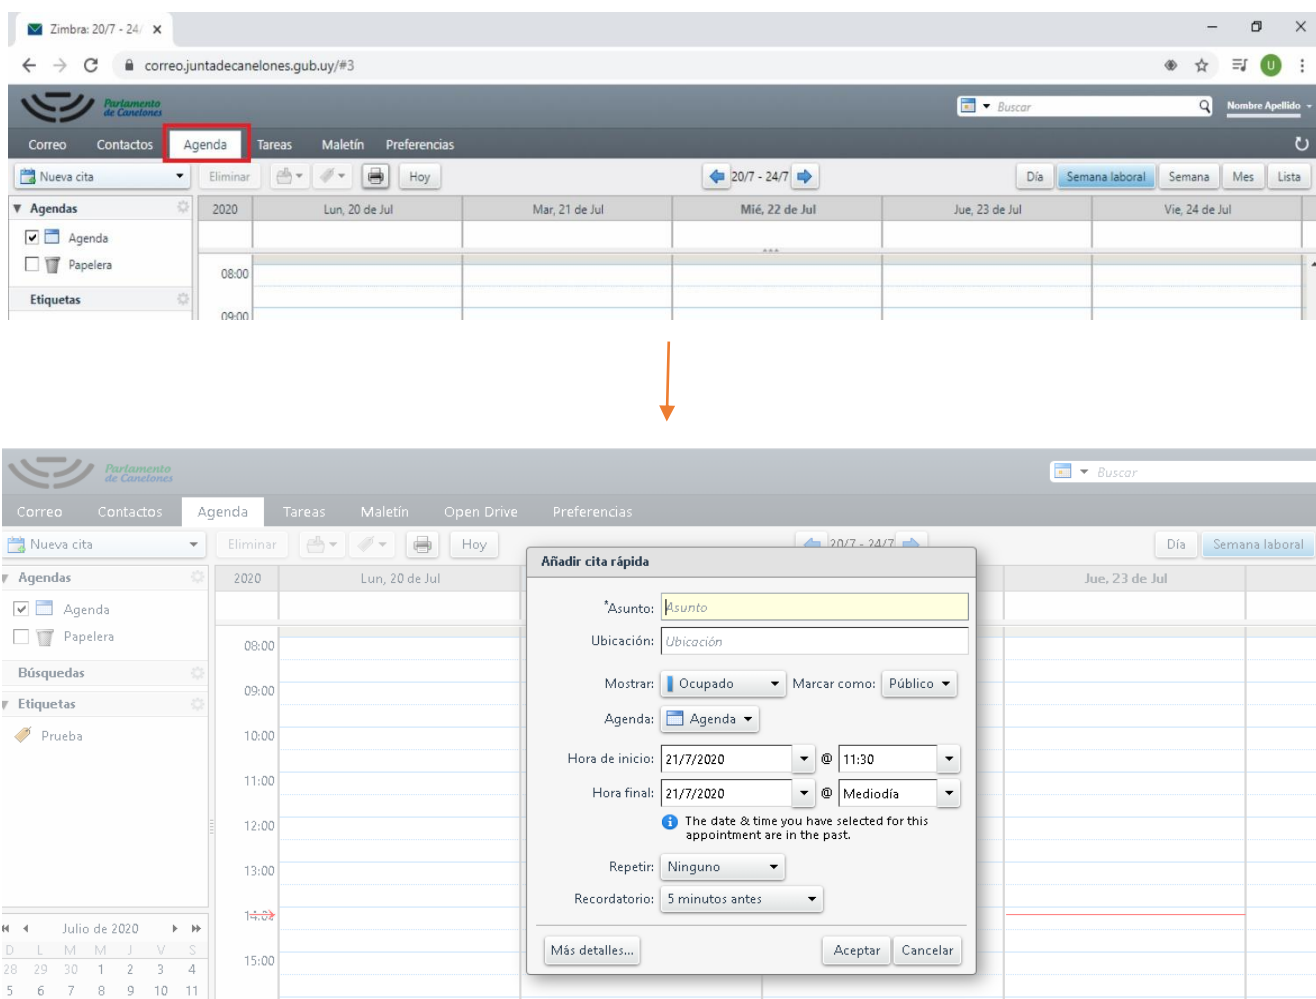 Zimbra: 20/7 - 24/
correo.juntadecanelones.gub.uy/#3
U
Parlamento
de Canelones
Buscar
Nombre Apellido
Correo Contactos Agenda Tareas Maletín Preferencias
Nueva cita Eliminar Hoy 20/7 - 24/7 Día Semana laboral Semana Mes Lista
Agendas 2020 Lun, 20 de Jul Mar, 21 de Jul Mié, 22 de Jul Jue, 23 de Jul Vie, 24 de Jul
Agenda
Papelera
08:00
Etiquetas
09:00
Parlamento
de Canelones
Buscar
Correo Contactos Agenda Tareas Maletín Open Drive Preferencias
Nueva cita Eliminar Hoy 20/7 - 24/7 Día Semana laboral
Agendas 2020 Lun, 20 de Jul Jue, 23 de Jul
Agenda
Papelera
08:00
Búsquedas
09:00
Etiquetas
Prueba
10:00
11:00
12:00
13:00
15:00
Julio de 2020
D L M M J V S
28 29 30 1 2 3 4
5 6 7 8 9 10 11
Añadir cita rápida
*Asunto: Asunto
Ubicación: Ubicación
Mostrar: Ocupado Marcar como: Público
Agenda: Agenda
Hora de inicio: 21/7/2020 @ 11:30
Hora final: 21/7/2020 @ Mediodía
The date & time you have selected for this
appointment are in the past.
Repetir: Ninguno
Recordatorio: 5 minutos antes
Más detalles... Aceptar Cancelar